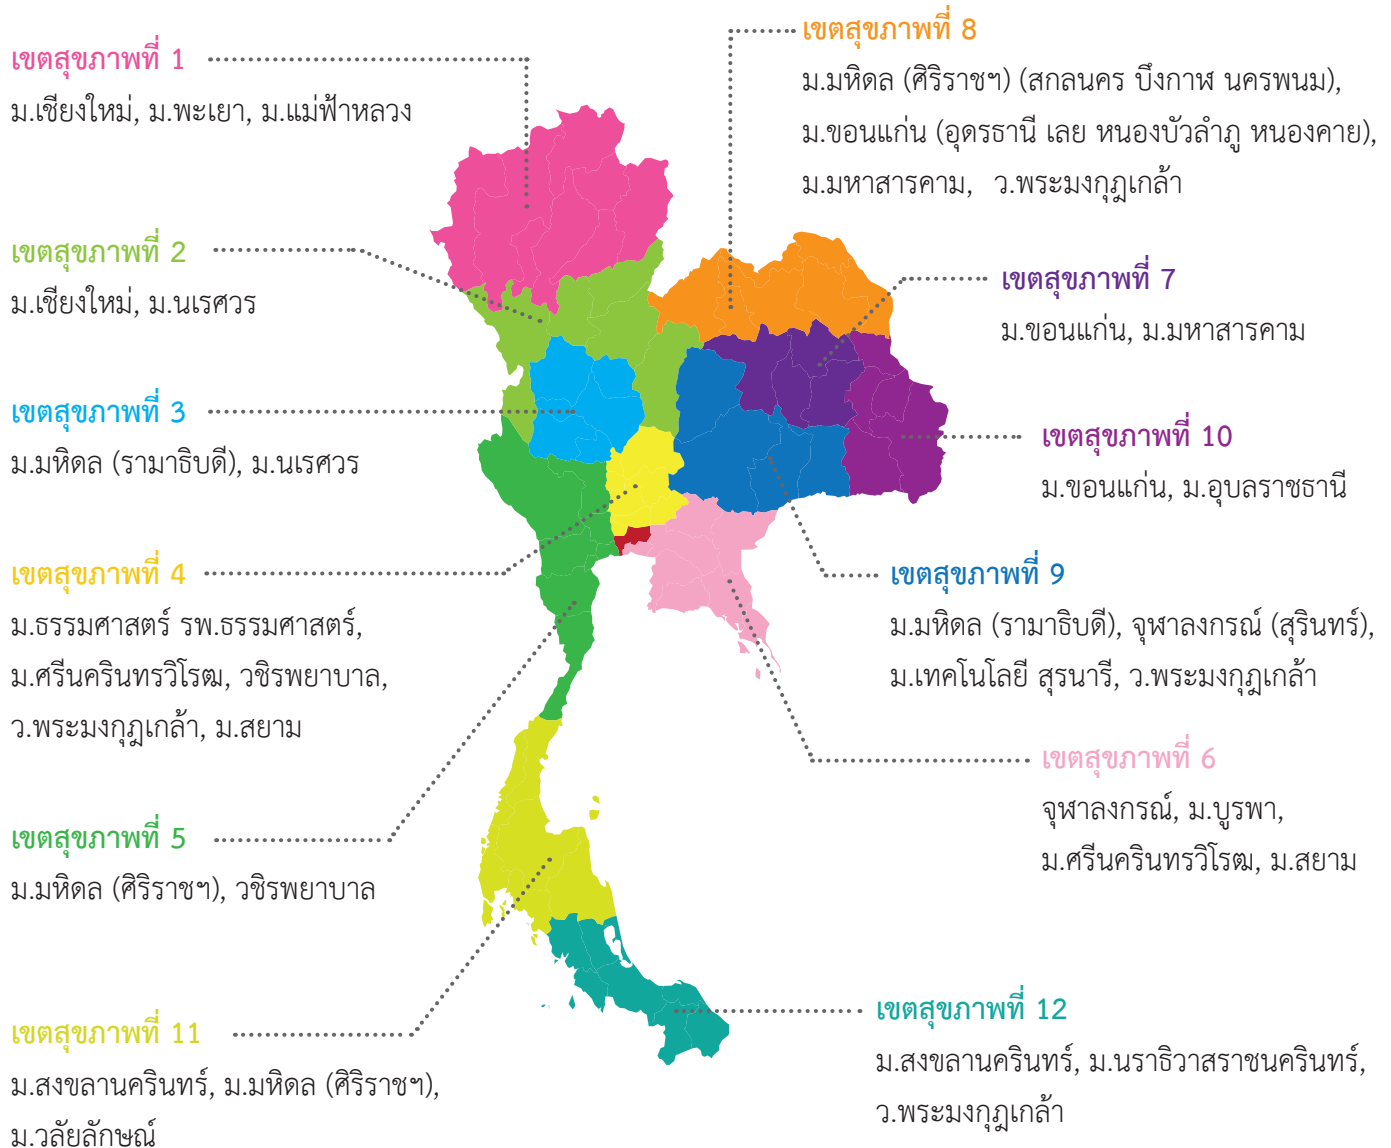 เขตสุขภาพที่ 1
ม.เชียงใหม่, ม.พะเยา, ม.แม่ฟ้าหลวง
เขตสุขภาพที่ 2
ม.เชียงใหม่, ม.นเรศวร
เขตสุขภาพที่ 3
ม.มหิดล (รามาธิบดี), ม.นเรศวร
เขตสุขภาพที่ 4
ม.ธรรมศาสตร์ รพ.ธรรมศาสตร์,
ม.ศรีนครินทรวิโรฒ, วชิรพยาบาล,
ว.พระมงกุฎเกล้า, ม.สยาม
เขตสุขภาพที่ 5
ม.มหิดล (ศิริราชฯ), วชิรพยาบาล
เขตสุขภาพที่ 11
ม.สงขลานครินทร์, ม.มหิดล (ศิริราชฯ),
ม.วลัยลักษณ์
เขตสุขภาพที่ 8
ม.มหิดล (ศิริราชฯ) (สกลนคร บึงกาฬ นครพนม),
ม.ขอนแก่น (อุดรธานี เลย หนองบัวลำภู หนองคาย),
ม.มหาสารคาม, ว.พระมงกุฎเกล้า
เขตสุขภาพที่ 7
ม.ขอนแก่น, ม.มหาสารคาม
เขตสุขภาพที่ 10
ม.ขอนแก่น, ม.อุบลราชธานี
เขตสุขภาพที่ 9
ม.มหิดล (รามาธิบดี), จุฬาลงกรณ์ (สุรินทร์),
ม.เทคโนโลยี สุรนารี, ว.พระมงกุฎเกล้า
เขตสุขภาพที่ 6
จุฬาลงกรณ์, ม.บูรพา,
ม.ศรีนครินทรวิโรฒ, ม.สยาม
เขตสุขภาพที่ 12
ม.สงขลานครินทร์, ม.นราธิวาสราชนครินทร์,
ว.พระมงกุฎเกล้า